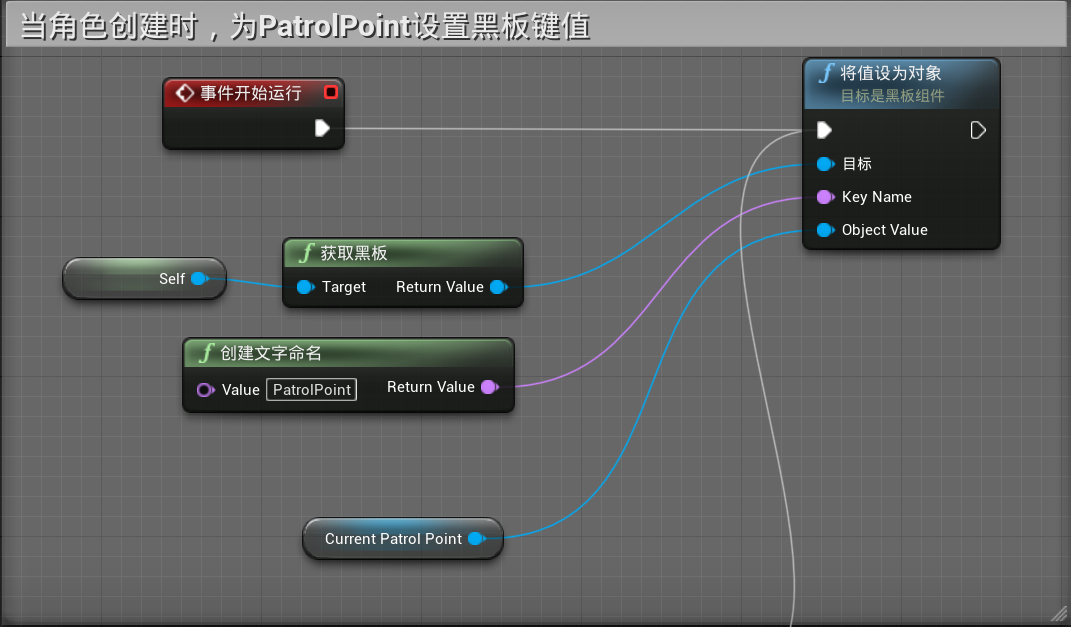 当角色创建时，为PatrolPoint设置黑板键值
事件开始运行
f 将值设为对象
目标是黑板组件
目标
Key Name
Object Value
f 获取黑板
Self
Target Return Value
f 创建文字命名
Value PatrolPoint Return Value
Current Patrol Point